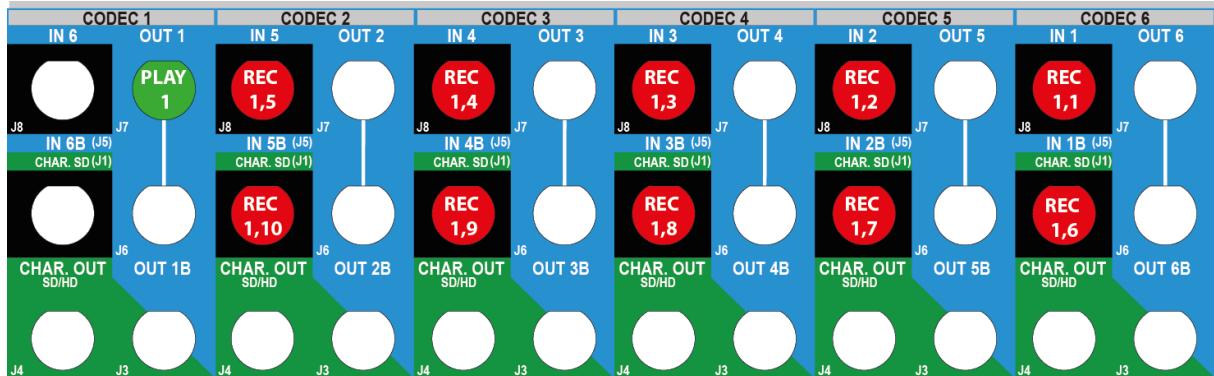 CODEC 1 CODEC 2 CODEC 3 CODEC 4 CODEC 5 CODEC 6
IN 6 OUT 1 IN 5 OUT 2 IN 4 OUT 3 IN 3 OUT 4 IN 2 OUT 5 IN 1 OUT 6
PLAY REC REC REC REC REC
1 1,5 1,4 1,3 1,2 1,1
J8 J7 J8 J7 J8 J7 J8 J7 J8 J7 J8 J7
IN 6B (J5) IN 5B (J5) IN 4B (J5) IN 3B (J5) IN 2B (J5) IN 1B (J5)
CHAR. SD (J1) CHAR. SD (J1) CHAR. SD (J1) CHAR. SD (J1) CHAR. SD (J1) CHAR. SD (J1)
REC REC REC REC REC
1,10 1,9 1,8 1,7 1,6
J6 J6 J6 J6 J6 J6
CHAR. OUT OUT 1B CHAR. OUT OUT 2B CHAR. OUT OUT 3B CHAR. OUT OUT 4B CHAR. OUT OUT 5B CHAR. OUT OUT 6B
SD/HD SD/HD SD/HD SD/HD SD/HD SD/HD
J4 J3 J4 J3 J4 J3 J4 J3 J4 J3 J4 J3